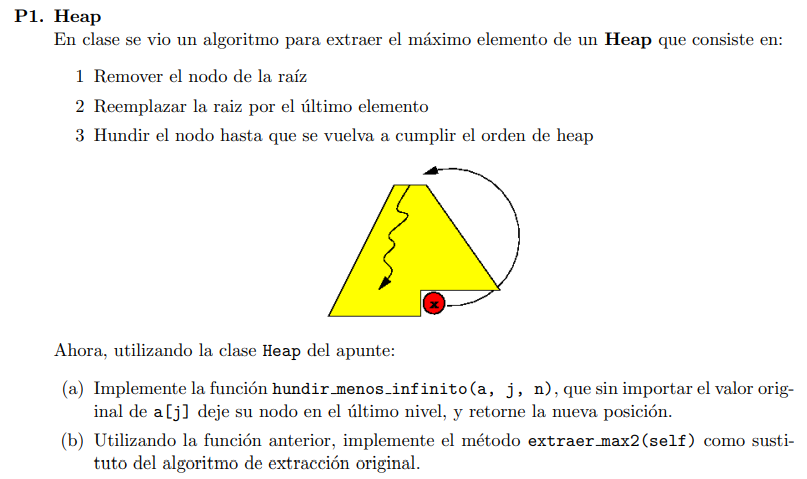 P1. Heap
En clase se vio un algoritmo para extraer el máximo elemento de un Heap que consiste en:
1 Remover el nodo de la raíz
2 Reemplazar la raiz por el último elemento
3 Hundir el nodo hasta que se vuelva a cumplir el orden de heap
x
Ahora, utilizando la clase Heap del apunte:
(a) Implemente la función hundir_menos_infinito(a, j, n), que sin importar el valor orig-
inal de a[j] deje su nodo en el último nivel, y retorne la nueva posición.
(b) Utilizando la función anterior, implemente el método extraer_max2(self) como susti-
tuto del algoritmo de extracción original.